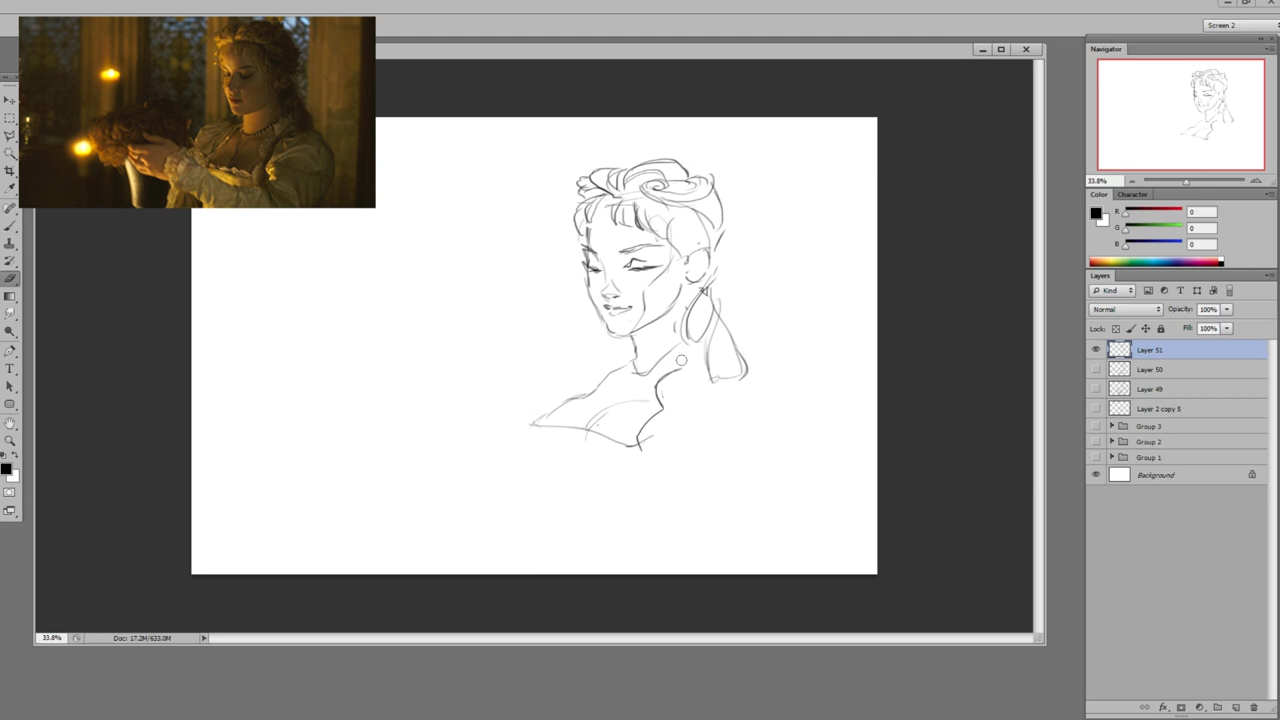 Screen 2
Navigator
33.8%
Color
Character
R
0
G
0
B
0
Layers
Kind
Normal
Opacity: 100%
Lock:
Fill: 100%
Layer 51
Layer 50
Layer 49
Layer 2 copy 5
Group 3
Group 2
Group 1
Background
33.8%
Doc: 17.2M/633.0M